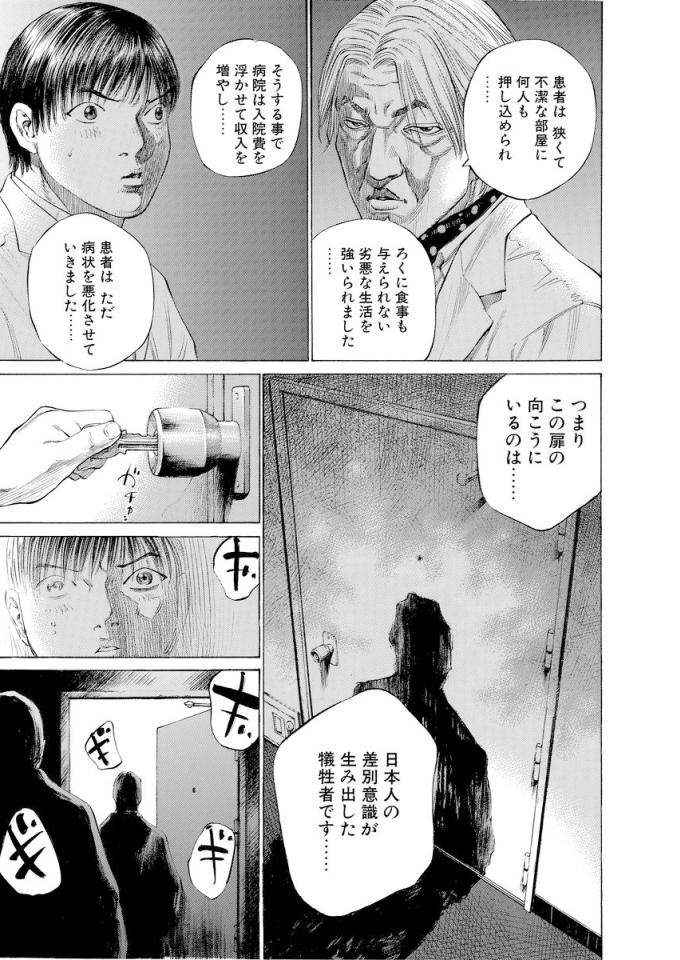 患者は 狭くて
不潔な部屋に
何人も
押し込められ
……
ろくに食事も
与えられない
劣悪な生活を
強いられました
……
そうする事で
病院は入院費を
浮かせて収入を
増やし……
患者は ただ
病状を悪化させて
いきました……
つまり
この扉の
向こうに
いるのは……
日本人の
差別意識が
生み出した
犠牲者です……
ガチャ…
ギ
ギ
ギ
ギッ
ギ